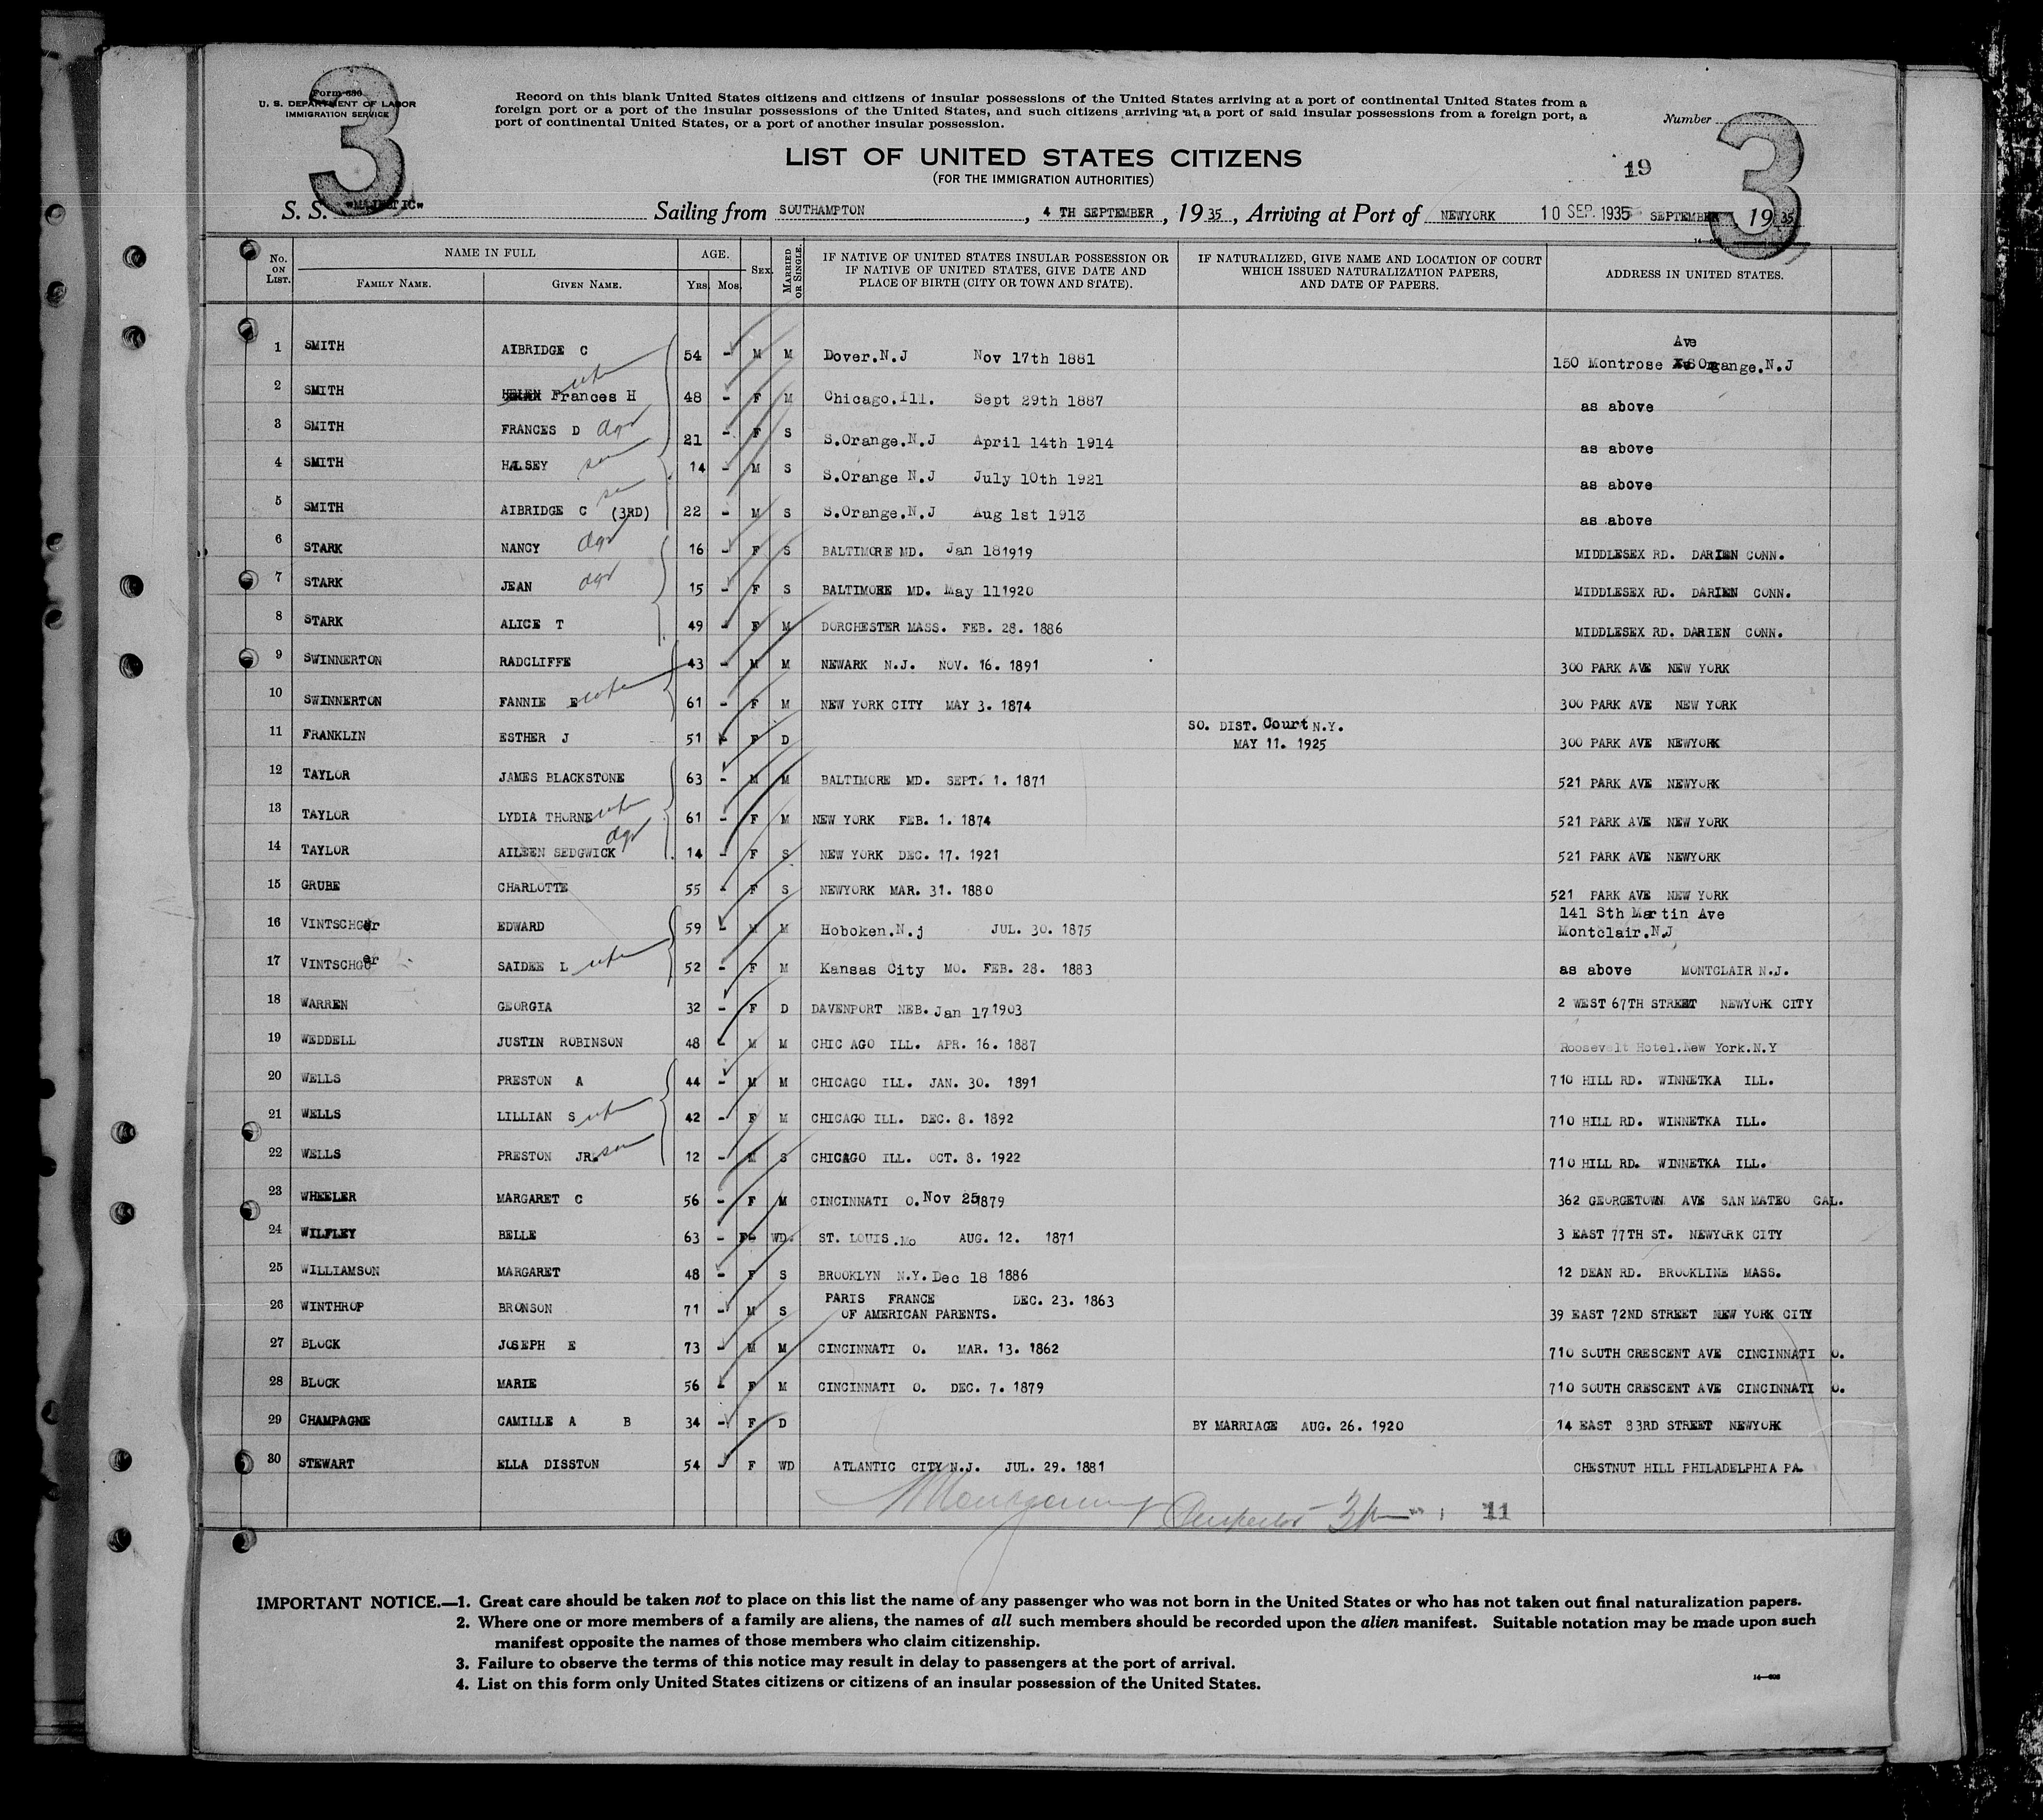 3
Form 630
U. S. DEPARTMENT OF LABOR
IMMIGRATION SERVICE
Record on this blank United States citizens and citizens of insular possessions of the United States arriving at a port of continental United States from a
foreign port or a port of the insular possessions of the United States, and such citizens arriving at a port of said insular possessions from a foreign port, a
port of continental United States, or a port of another insular possession.
Number
3
LIST OF UNITED STATES CITIZENS
(FOR THE IMMIGRATION AUTHORITIES)
19
S. S. "MAJESTIC" Sailing from SOUTHAMPTON, 4 TH SEPTEMBER, 1935, Arriving at Port of NEWYORK 10 SEP. 1935 SEPTEMBER 1935
No. ON LIST. NAME IN FULL AGE. SEX MARRIED OR SINGLE. IF NATIVE OF UNITED STATES INSULAR POSSESSION OR IF NATIVE OF UNITED STATES, GIVE DATE AND PLACE OF BIRTH (CITY OR TOWN AND STATE). IF NATURALIZED, GIVE NAME AND LOCATION OF COURT WHICH ISSUED NATURALIZATION PAPERS, AND DATE OF PAPERS. ADDRESS IN UNITED STATES.
FAMILY NAME. GIVEN NAME. YRS. MOS.
Ave
1 SMITH AIBRIDGE C 54 - M M Dover.N.J Nov 17th 1881 150 Montrose Orange.N.J
2 SMITH Frances H wife 48 - F M Chicago.Ill. Sept 29th 1887 as above
3 SMITH FRANCES D dgr 21 - F S S.Orange.N.J April 14th 1914 as above
4 SMITH HALSEY son 14 - M S S.Orange N.J July 10th 1921 as above
5 SMITH AIBRIDGE C (3RD) son 22 - M S S.Orange.N.J Aug 1st 1913 as above
6 STARK NANCY dgr 16 - F S BALTIMORE MD. Jan 18 1919 MIDDLESEX RD. DARIEN CONN.
7 STARK JEAN dgr 15 - F S BALTIMORE MD. May 11 1920 MIDDLESEX RD. DARIEN CONN.
8 STARK ALICE T 49 - F M DORCHESTER MASS. FEB. 28. 1886 MIDDLESEX RD. DARIEN CONN.
9 SWINNERTON RADCLIFFE 43 - M M NEWARK N.J. NOV. 16. 1891 300 PARK AVE NEW YORK
10 SWINNERTON FANNIE E wife 61 - F M NEW YORK CITY MAY 3. 1874 300 PARK AVE NEW YORK
11 FRANKLIN ESTHER J 51 - F D SO. DIST. Court N.Y. MAY 11. 1925 300 PARK AVE NEWYORK
12 TAYLOR JAMES BLACKSTONE 63 - M M BALTIMORE MD. SEPT. 1. 1871 521 PARK AVE NEWYORK
13 TAYLOR LYDIA THORNE wife 61 - F M NEW YORK FEB. 1. 1874 521 PARK AVE NEW YORK
14 TAYLOR AILEEN SEDGWICK dgr 14 - F S NEW YORK DEC. 17. 1921 521 PARK AVE NEWYORK
15 GRUBE CHARLOTTE 55 - F S NEWYORK MAR. 31. 1880 521 PARK AVE NEW YORK
16 VINTSCHGer EDWARD 59 - M M Hoboken.N.j JUL. 30. 1875 141 Sth Martin Ave Montclair.N.J
17 VINTSCHGer SAIDEE L wife 52 - F M Kansas City MO. FEB. 28. 1883 as above MONTCLAIR N.J.
18 WARREN GEORGIA 32 - F D DAVENPORT NEB. Jan 17 1903 2 WEST 67TH STREET NEWYORK CITY
19 WEDDELL JUSTIN ROBINSON 48 - M M CHIC AGO ILL. APR. 16. 1887 Roosevelt Hotel.New York.N.Y
20 WELLS PRESTON A 44 - M M CHICAGO ILL. JAN. 30. 1891 710 HILL RD. WINNETKA ILL.
21 WELLS LILLIAN S wife 42 - F M CHICAGO ILL. DEC. 8. 1892 710 HILL RD. WINNETKA ILL.
22 WELLS PRESTON JR. son 12 - M S CHICAGO ILL. OCT. 8. 1922 710 HILL RD. WINNETKA ILL.
23 WHEELER MARGARET C 56 - F M CINCINNATI O. Nov 25 1879 362 GEORGETOWN AVE SAN MATEO CAL.
24 WILFLEY BELLE 63 - F WD. ST. LOUIS.Mo AUG. 12. 1871 3 EAST 77TH ST. NEWYORK CITY
25 WILLIAMSON MARGARET 48 - F S BROOKLYN N.Y. Dec 18 1886 12 DEAN RD. BROOKLINE MASS.
26 WINTHROP BRONSON 71 - M S PARIS FRANCE DEC. 23. 1863 OF AMERICAN PARENTS. 39 EAST 72ND STREET NEW YORK CITY
27 BLOCK JOSEPH E 73 - M M CINCINNATI O. MAR. 13. 1862 710 SOUTH CRESCENT AVE CINCINNATI O.
28 BLOCK MARIE 56 - F M CINCINNATI O. DEC. 7. 1879 710 SOUTH CRESCENT AVE CINCINNATI O.
29 CHAMPAGNE CAMILLE A B 34 - F D BY MARRIAGE AUG. 26. 1920 14 EAST 83RD STREET NEWYORK
30 STEWART ELLA DISSTON 54 - F WD ATLANTIC CITY N.J. JUL. 29. 1881 CHESTNUT HILL PHILADELPHIA PA.
Montgomery Inspector 11
IMPORTANT NOTICE.—1. Great care should be taken not to place on this list the name of any passenger who was not born in the United States or who has not taken out final naturalization papers.
2. Where one or more members of a family are aliens, the names of all such members should be recorded upon the alien manifest. Suitable notation may be made upon such
manifest opposite the names of those members who claim citizenship.
3. Failure to observe the terms of this notice may result in delay to passengers at the port of arrival.
4. List on this form only United States citizens or citizens of an insular possession of the United States.